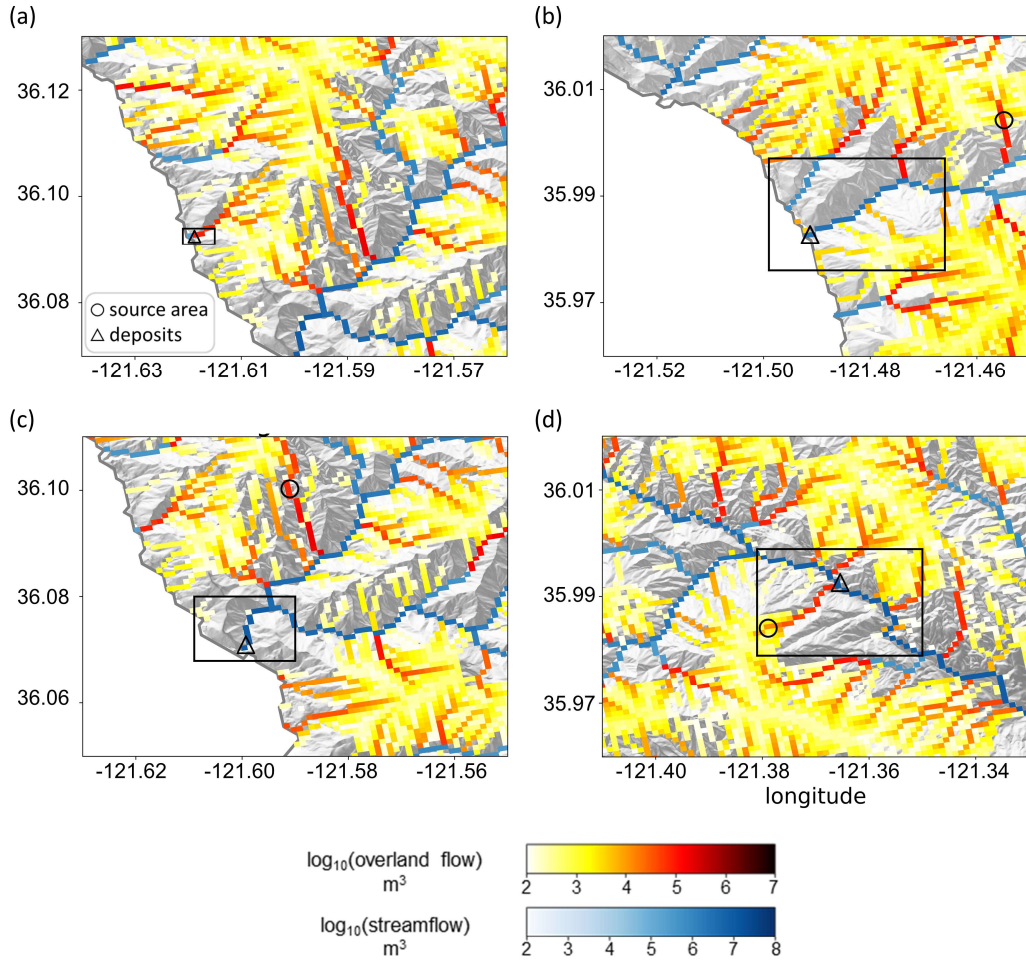 (a)
(b)
36.12
36.10
36.08
source area
deposits
-121.63 -121.61 -121.59 -121.57
36.01
35.99
35.97
-121.52 -121.50 -121.48 -121.46
(c)
(d)
36.10
36.08
36.06
-121.62 -121.60 -121.58 -121.56
36.01
35.99
35.97
-121.40 -121.38 -121.36 -121.34
longitude
log10(overland flow)
m3
2 3 4 5 6 7
log10(streamflow)
m3
2 3 4 5 6 7 8